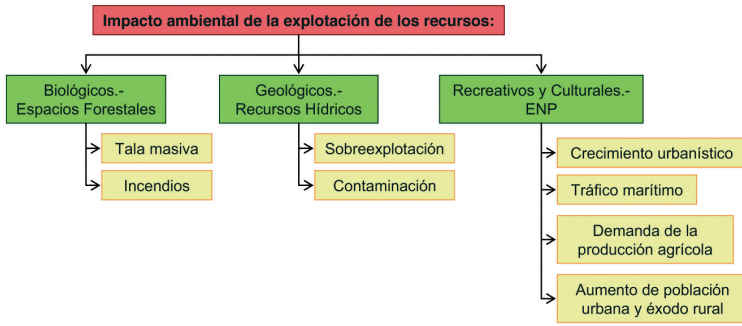 Impacto ambiental de la explotación de los recursos:
Biológicos.-
Espacios Forestales
Tala masiva
Incendios
Geológicos.-
Recursos Hídricos
Sobreexplotación
Contaminación
Recreativos y Culturales.-
ENP
Crecimiento urbanístico
Tráfico marítimo
Demanda de la
producción agrícola
Aumento de población
urbana y éxodo rural